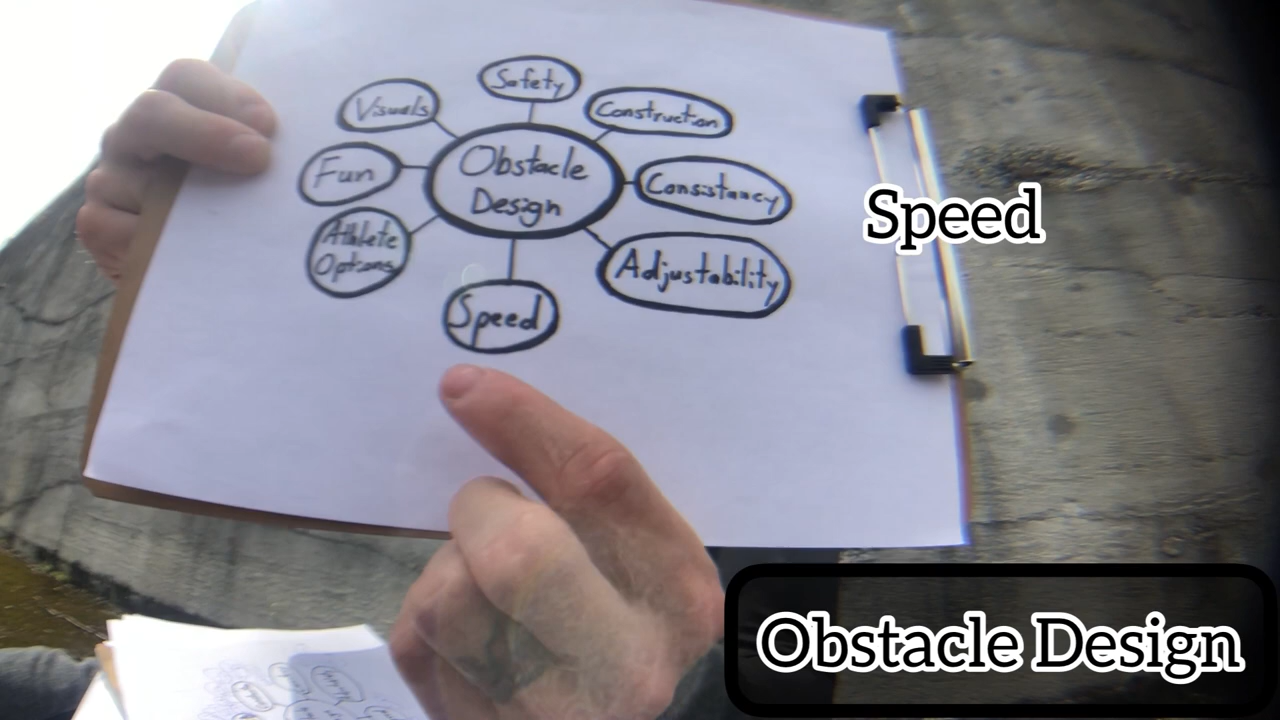 Safety
Visuals
Construction
Fun
Obstacle
Design
Consistancy
Athlete
Options
Adjustability
Speed
Speed
Obstacle Design